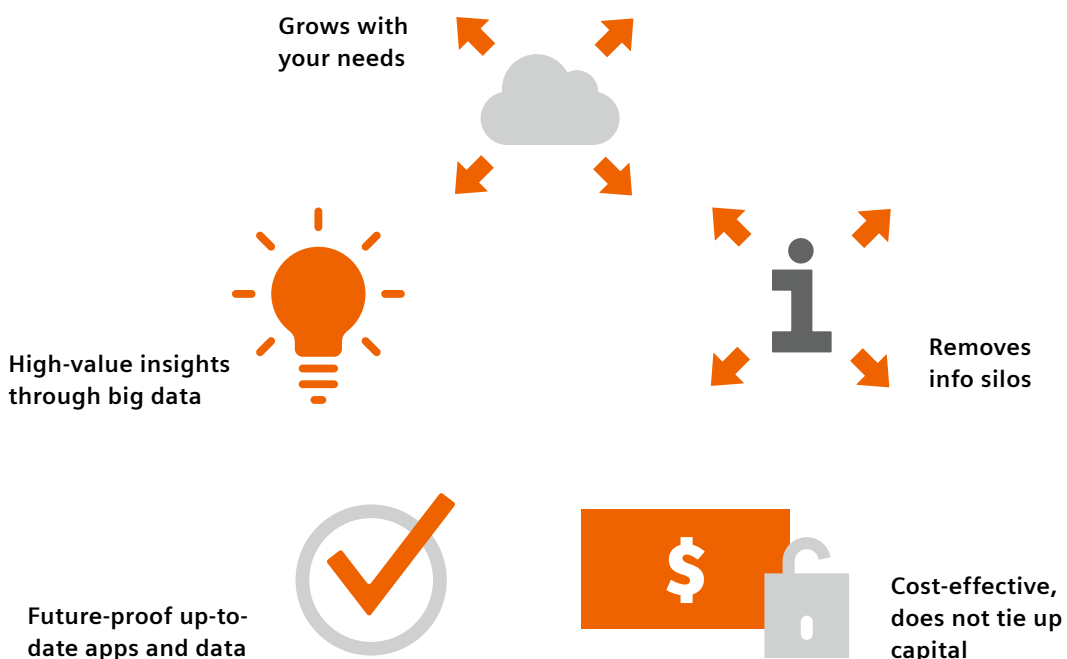 Grows with
your needs
High-value insights
through big data
Removes
info silos
Future-proof up-to-
date apps and data
$
Cost-effective,
does not tie up
capital